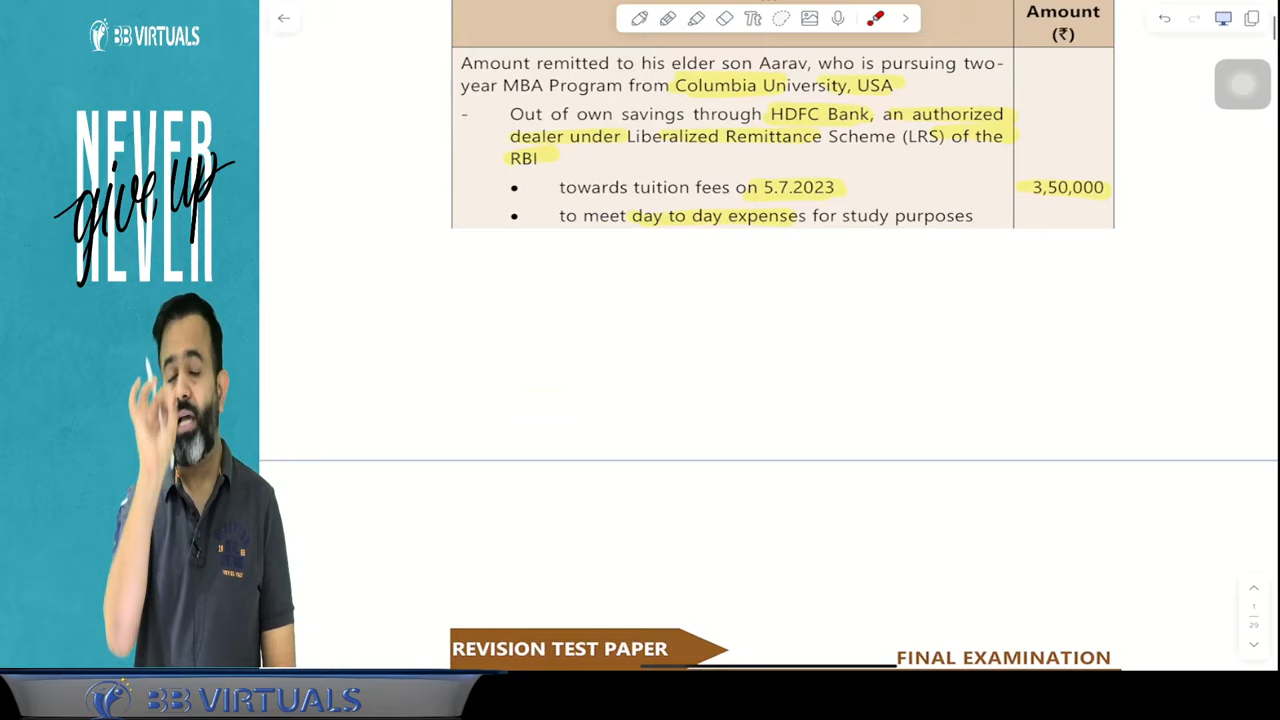 BB VIRTUALS
NEVER
give up
NEVER
Amount
(₹)
Amount remitted to his elder son Aarav, who is pursuing two-
year MBA Program from Columbia University, USA
- Out of own savings through HDFC Bank, an authorized
dealer under Liberalized Remittance Scheme (LRS) of the
RBI
• towards tuition fees on 5.7.2023 3,50,000
• to meet day to day expenses for study purposes
Tt
1
29
REVISION TEST PAPER
FINAL EXAMINATION
BB VIRTUALS